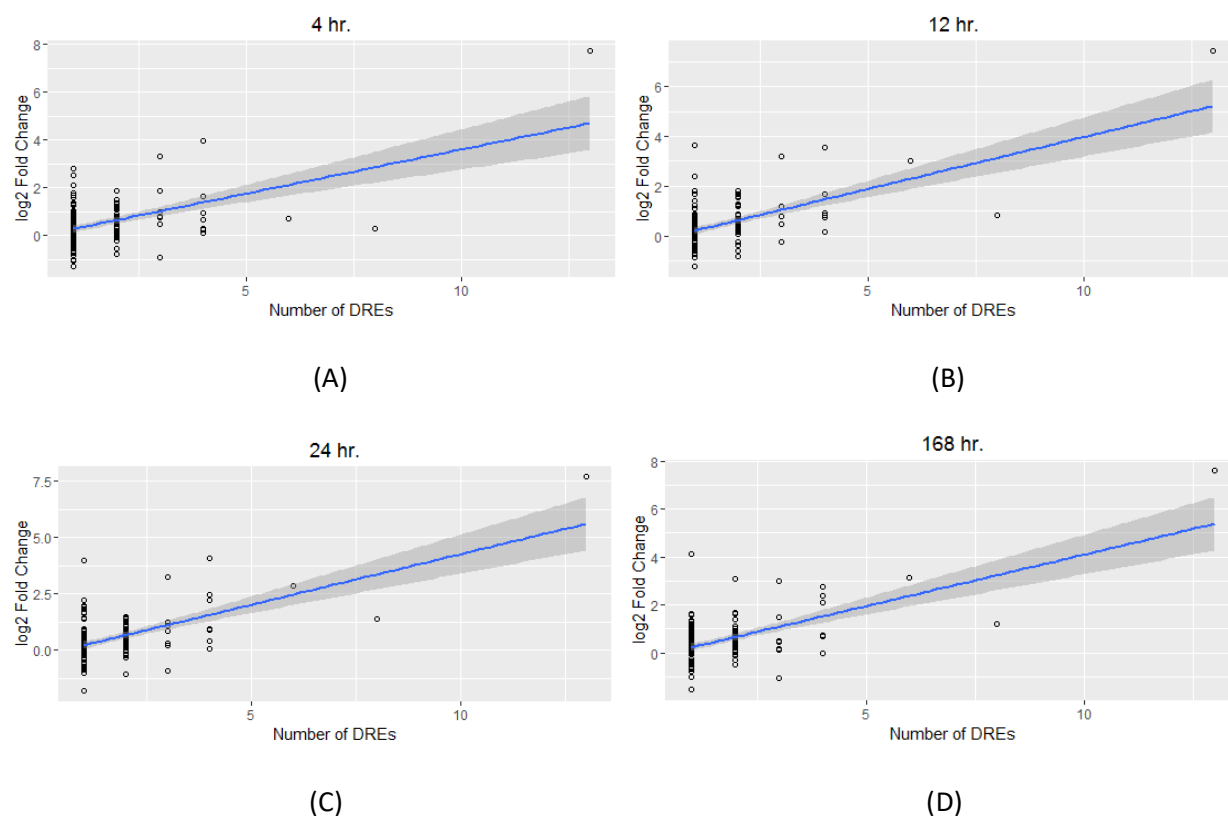 4 hr.
8
6
4
2
0
log2 Fold Change
5
10
Number of DREs
(A)
12 hr.
6
4
2
0
log2 Fold Change
5
10
Number of DREs
(B)
24 hr.
7.5
5.0
2.5
0.0
log2 Fold Change
5
10
Number of DREs
(C)
168 hr.
8
6
4
2
0
log2 Fold Change
5
10
Number of DREs
(D)